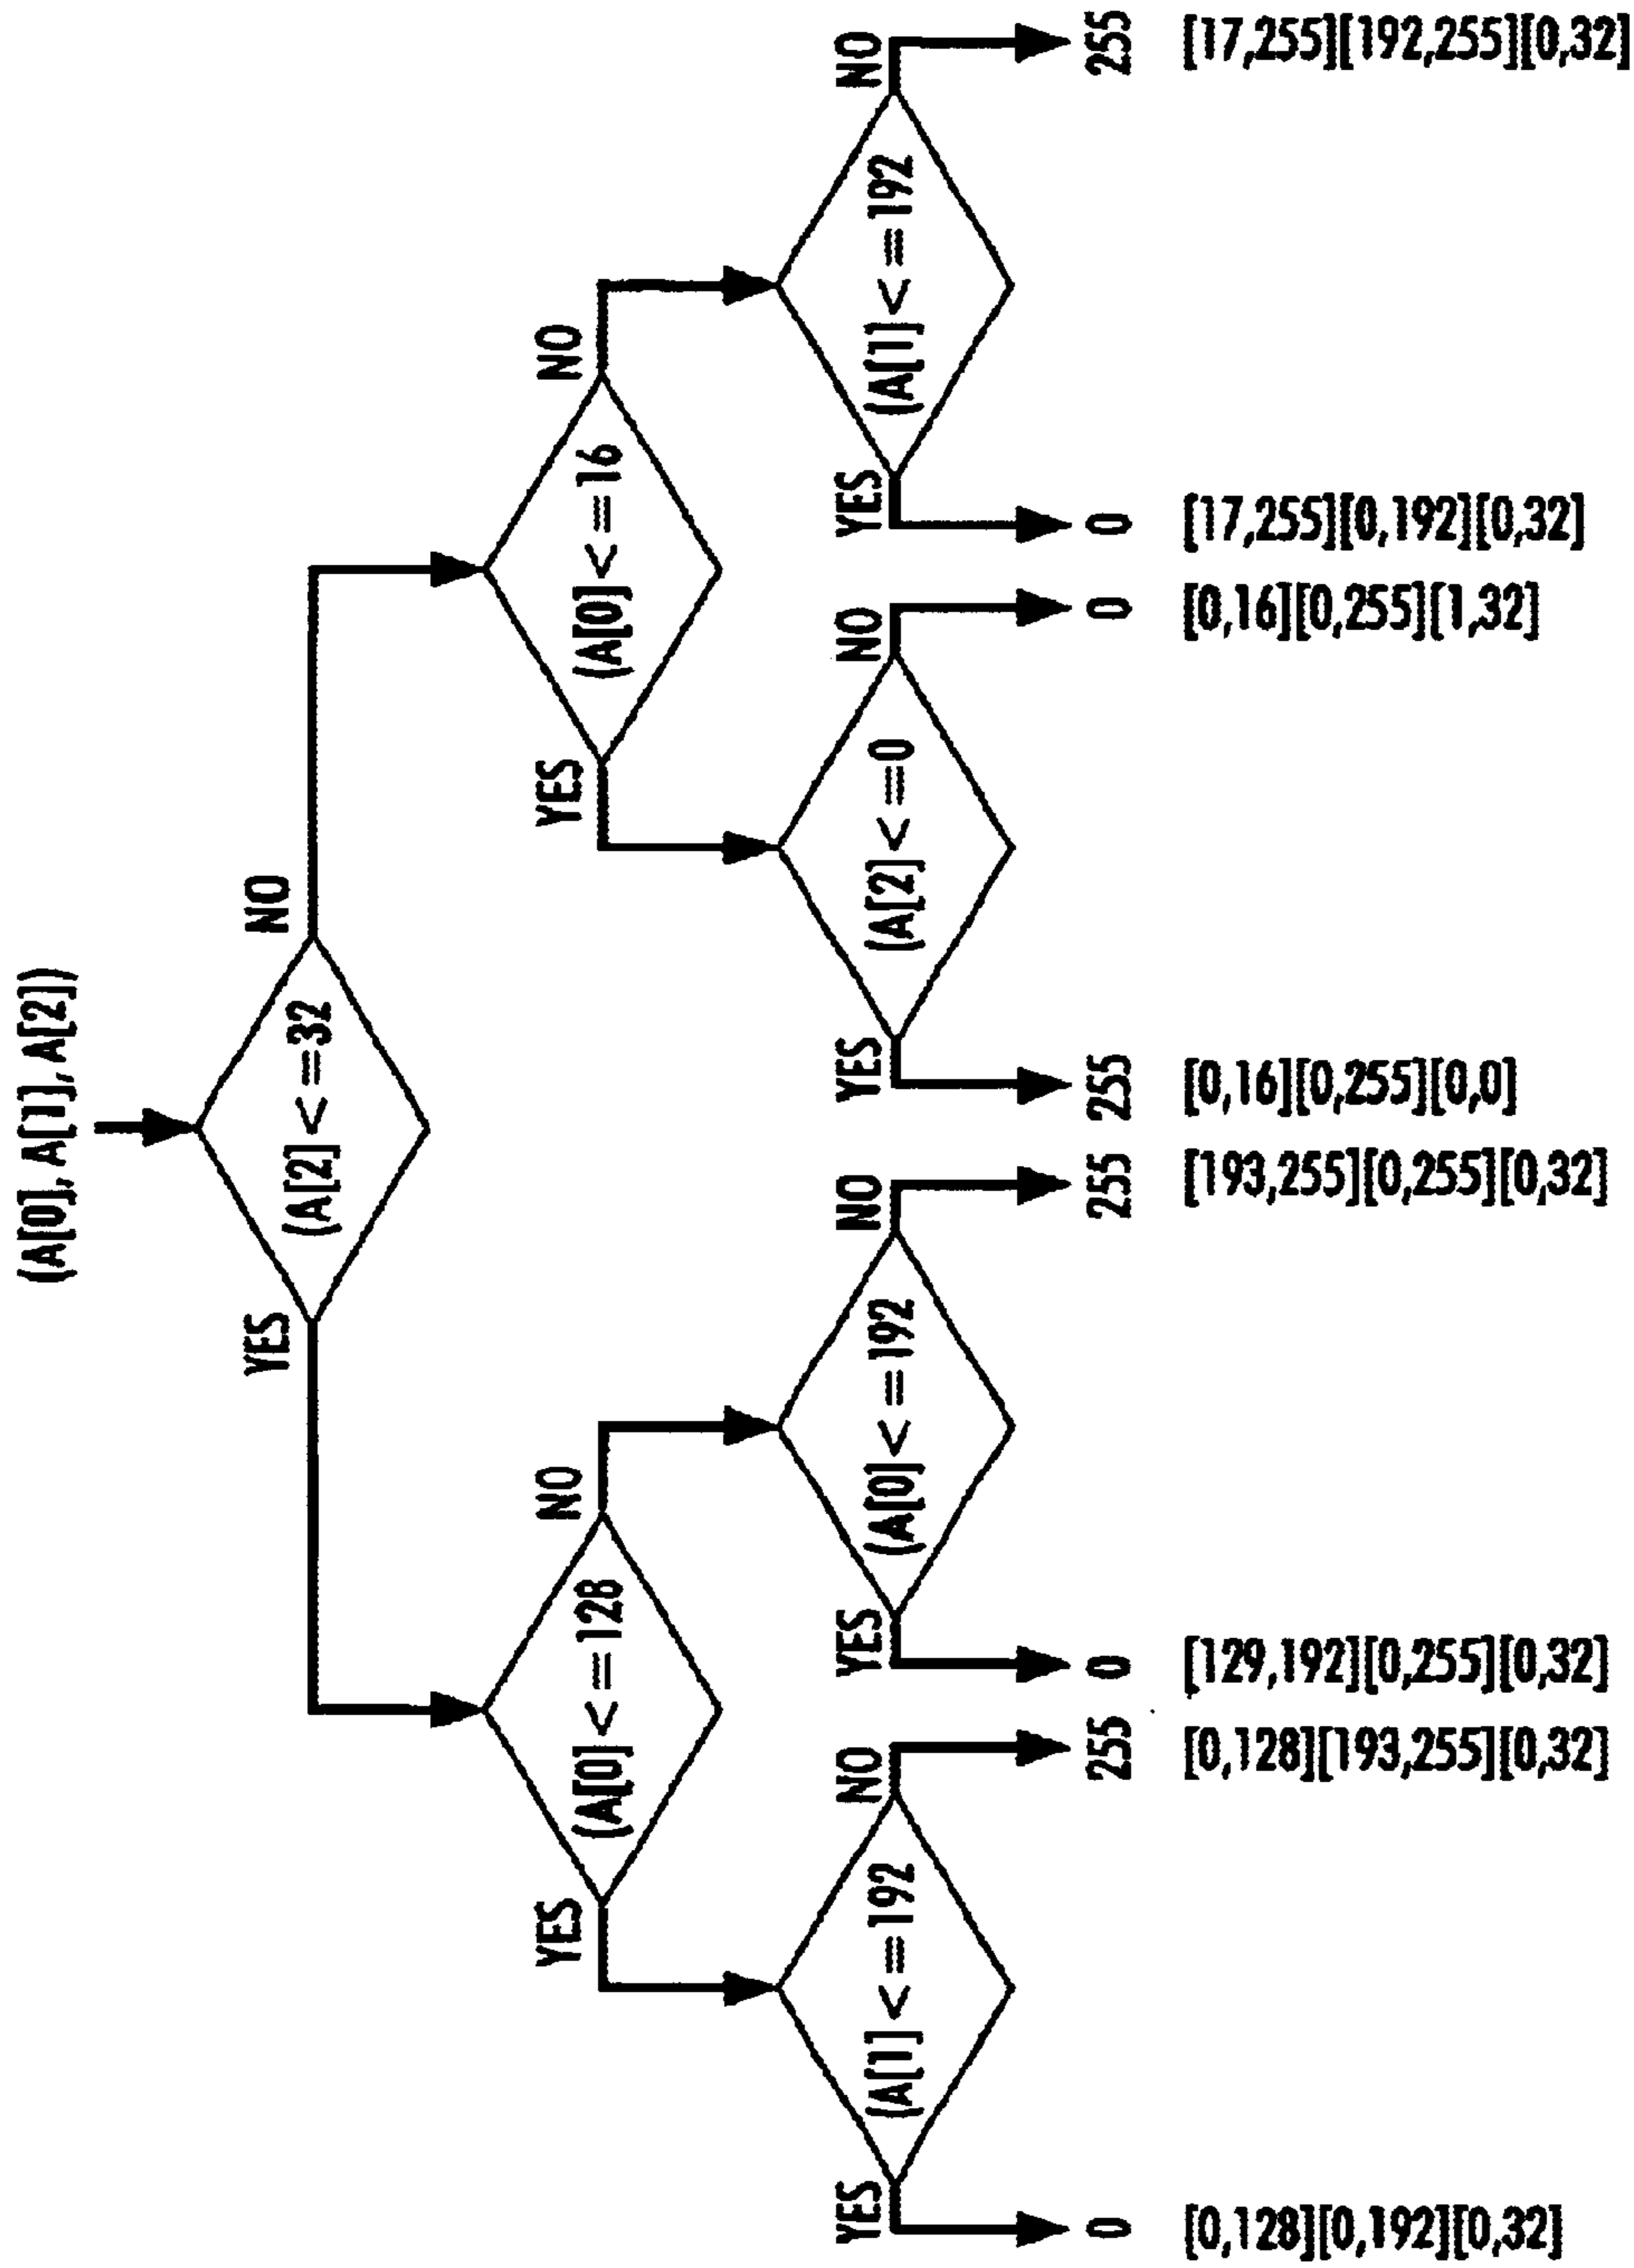 (A[0], A[1], A[2])
(A[2]<=32
YES
NO
(A[0]<=128
YES
NO
(A[0]<=16
YES
NO
(A[1]<=192
YES
NO
(A[0]<=192
YES
NO
(A[2]<=0
YES
NO
(A[1]<=192
YES
NO
0
255
0
255
255
0
0
255
[0,128][0,192][0,32]
[0,128][193,255][0,32]
[129,192][0,255][0,32]
[193,255][0,255][0,32]
[0,16][0,255][0,0]
[0,16][0,255][1,32]
[17,255][0,192][0,32]
[17,255][192,255][0,32]